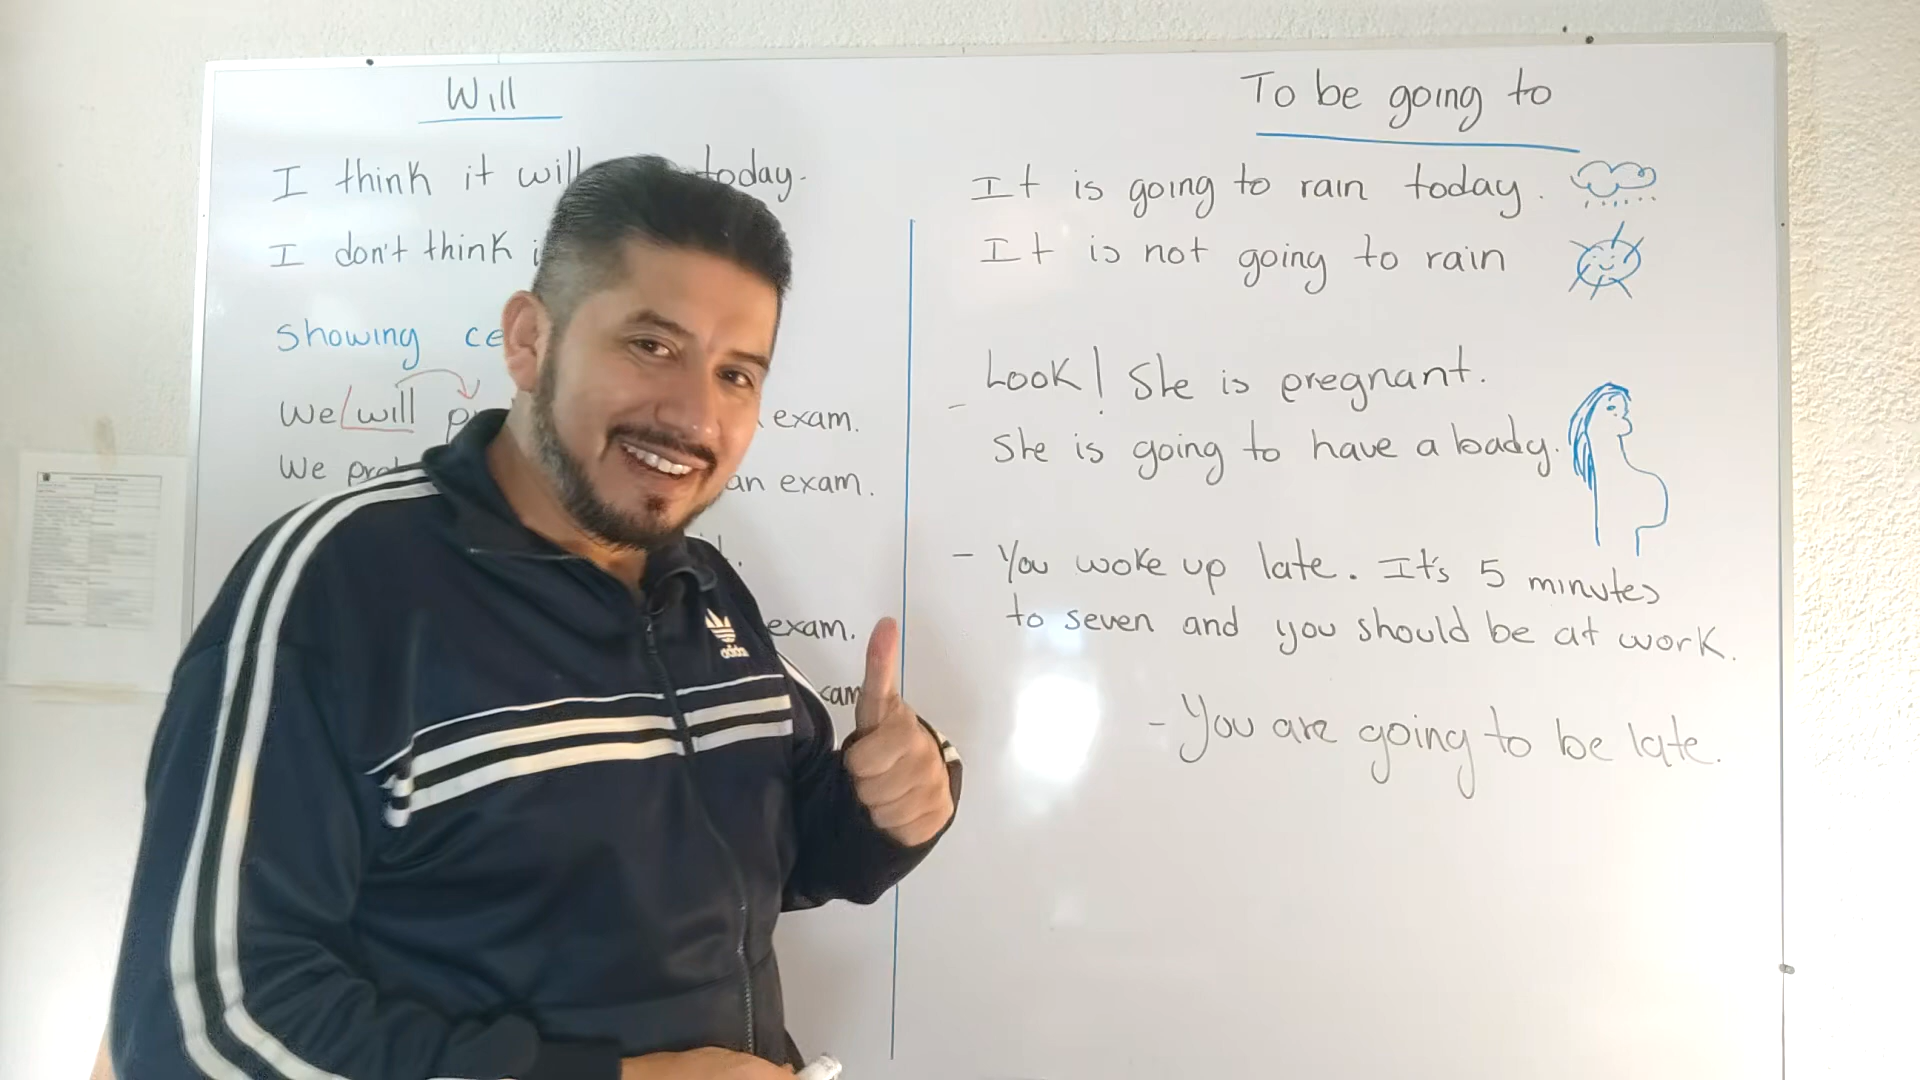 Will
I think it will today.
I don't think
Showing
We will exam.
We an exam.
exam.
To be going to
It is going to rain today.
It is not going to rain
- Look! She is pregnant.
She is going to have a bady.
- You woke up late. It's 5 minutes
to seven and you should be at work.
- You are going to be late.
adidas